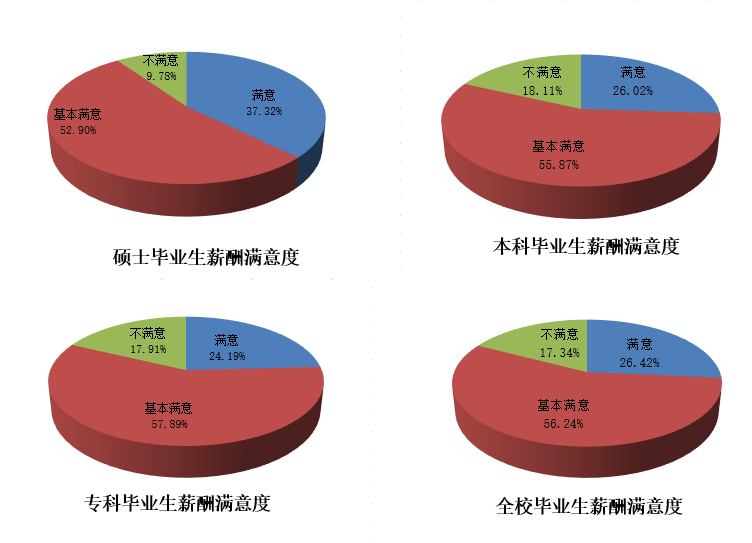 不满意
9.78%
满意
37.32%
基本满意
52.90%
硕士毕业生薪酬满意度
不满意
18.11%
满意
26.02%
基本满意
55.87%
本科毕业生薪酬满意度
不满意
17.91%
满意
24.19%
基本满意
57.89%
专科毕业生薪酬满意度
不满意
17.34%
满意
26.42%
基本满意
56.24%
全校毕业生薪酬满意度